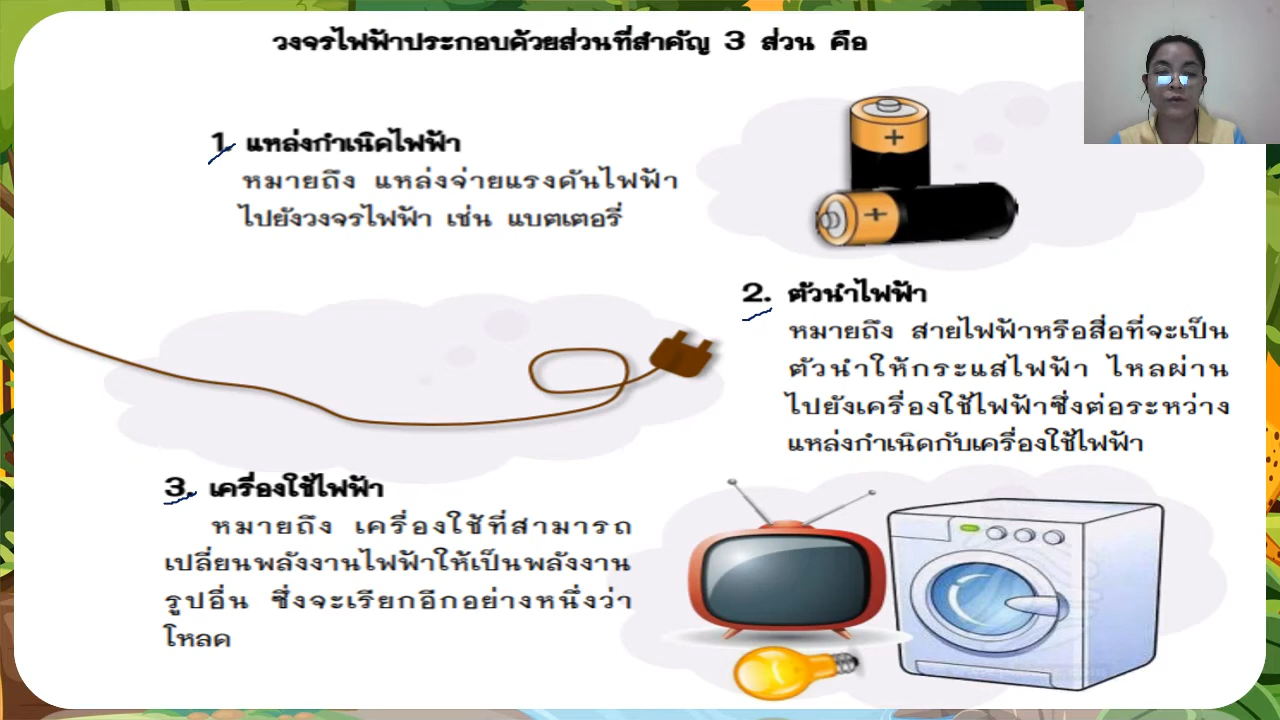 วงจรไฟฟ้าประกอบด้วยส่วนที่สำคัญ 3 ส่วน คือ
1. แหล่งกำเนิดไฟฟ้า
หมายถึง แหล่งจ่ายแรงดันไฟฟ้า
ไปยังวงจรไฟฟ้า เช่น แบตเตอรี่
2. ตัวนำไฟฟ้า
หมายถึง สายไฟฟ้าหรือสื่อที่จะเป็น
ตัวนำให้กระแสไฟฟ้า ไหลผ่าน
ไปยังเครื่องใช้ไฟฟ้าซึ่งต่อระหว่าง
แหล่งกำเนิดกับเครื่องใช้ไฟฟ้า
3. เครื่องใช้ไฟฟ้า
หมายถึง เครื่องใช้ที่สามารถ
เปลี่ยนพลังงานไฟฟ้าให้เป็นพลังงาน
รูปอื่น ซึ่งจะเรียกอีกอย่างหนึ่งว่า
โหลด